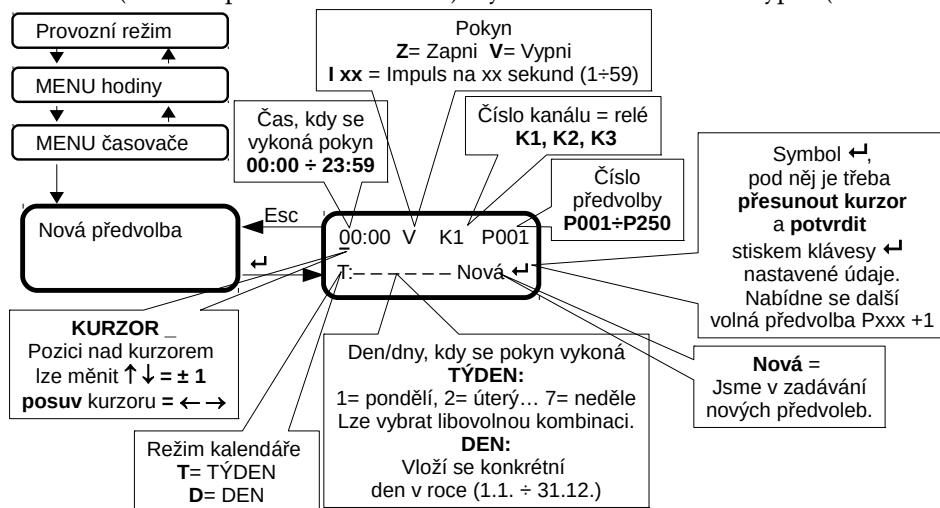 Provozní režim
MENU hodiny
MENU časovače
Nová předvolba
Esc
↵
Čas, kdy se
vykoná pokyn
00:00 ÷ 23:59
Pokyn
Z= Zapni V= Vypni
I xx = Impuls na xx sekund (1÷59)
Číslo kanálu = relé
K1, K2, K3
Číslo
předvolby
P001÷P250
00:00 V K1 P001
T:– – – – – – – Nová ↵
Symbol ↵,
pod něj je třeba
přesunout kurzor
a potvrdit
stiskem klávesy ↵
nastavené údaje.
Nabídne se další
volná předvolba Pxxx +1
KURZOR _
Pozici nad kurzorem
lze měnit ↑↓= ± 1
posuv kurzoru = ← →
Režim kalendáře
T= TÝDEN
D= DEN
Den/dny, kdy se pokyn vykoná
TÝDEN:
1= pondělí, 2= úterý… 7= neděle
Lze vybrat libovolnou kombinaci.
DEN:
Vloží se konkrétní
den v roce (1.1. ÷ 31.12.)
Nová =
Jsme v zadávání
nových předvoleb.